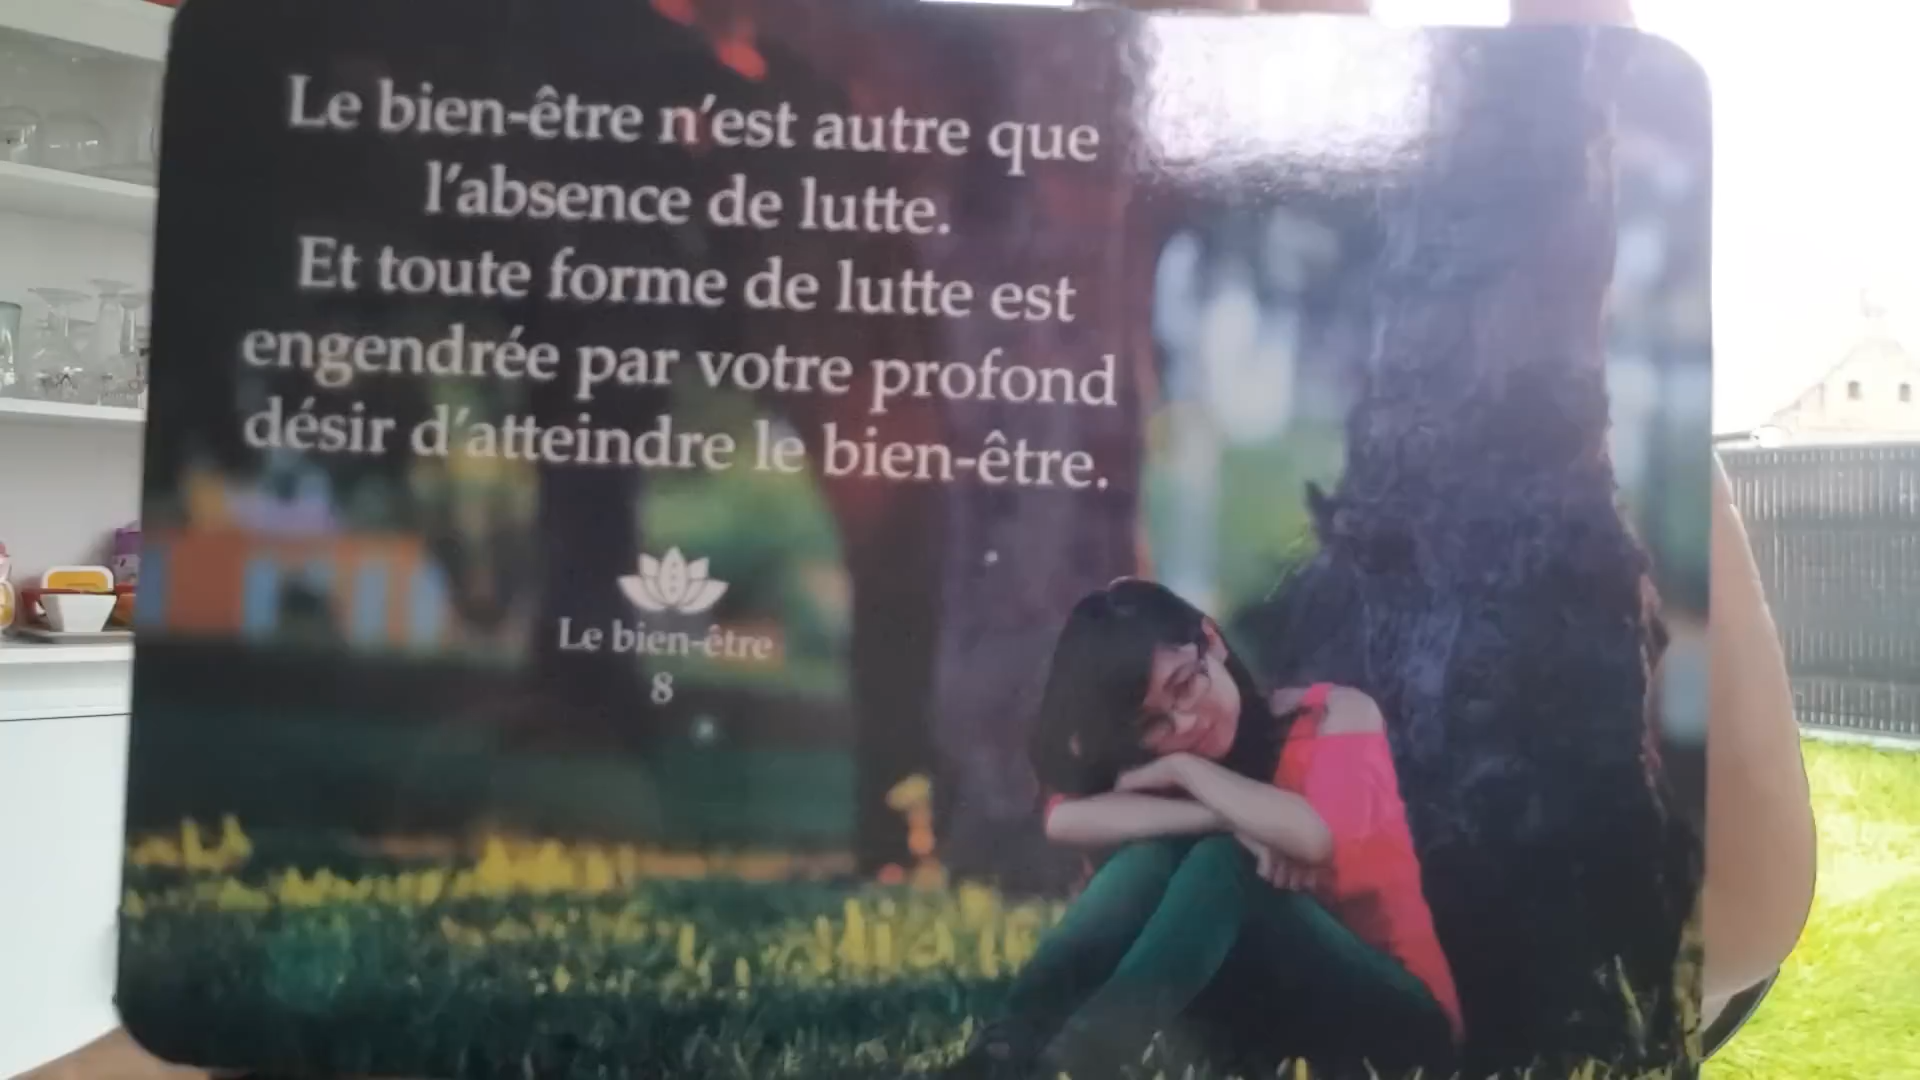 Le bien-être n'est autre que
l'absence de lutte.
Et toute forme de lutte est
engendrée par votre profond
désir d'atteindre le bien-être.
Le bien-être
8